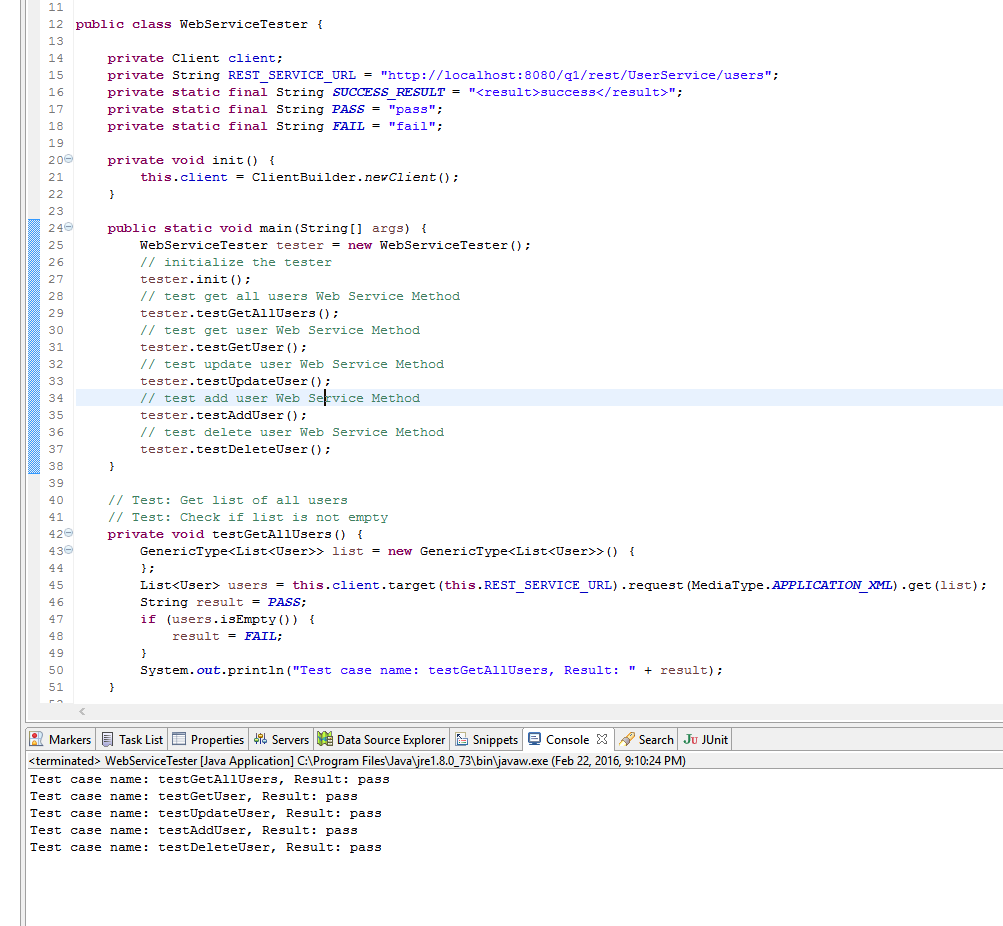 11
12 public class WebServiceTester {
13
14     private Client client;
15     private String REST_SERVICE_URL = "http://localhost:8080/q1/rest/UserService/users";
16     private static final String SUCCESS_RESULT = "<result>success</result>";
17     private static final String PASS = "pass";
18     private static final String FAIL = "fail";
19
20     private void init() {
21         this.client = ClientBuilder.newClient();
22     }
23
24     public static void main(String[] args) {
25         WebServiceTester tester = new WebServiceTester();
26         // initialize the tester
27         tester.init();
28         // test get all users Web Service Method
29         tester.testGetAllUsers();
30         // test get user Web Service Method
31         tester.testGetUser();
32         // test update user Web Service Method
33         tester.testUpdateUser();
34         // test add user Web Service Method
35         tester.testAddUser();
36         // test delete user Web Service Method
37         tester.testDeleteUser();
38     }
39
40     // Test: Get list of all users
41     // Test: Check if list is not empty
42     private void testGetAllUsers() {
43         GenericType<List<User>> list = new GenericType<List<User>>() {
44         };
45         List<User> users = this.client.target(this.REST_SERVICE_URL).request(MediaType.APPLICATION_XML).get(list);
46         String result = PASS;
47         if (users.isEmpty()) {
48             result = FAIL;
49         }
50         System.out.println("Test case name: testGetAllUsers, Result: " + result);
51     }
Markers Task List Properties Servers Data Source Explorer Snippets Console Search Ju JUnit
<terminated> WebServiceTester [Java Application] C:\Program Files\Java\jre1.8.0_73\bin\javaw.exe (Feb 22, 2016, 9:10:24 PM)
Test case name: testGetAllUsers, Result: pass
Test case name: testGetUser, Result: pass
Test case name: testUpdateUser, Result: pass
Test case name: testAddUser, Result: pass
Test case name: testDeleteUser, Result: pass